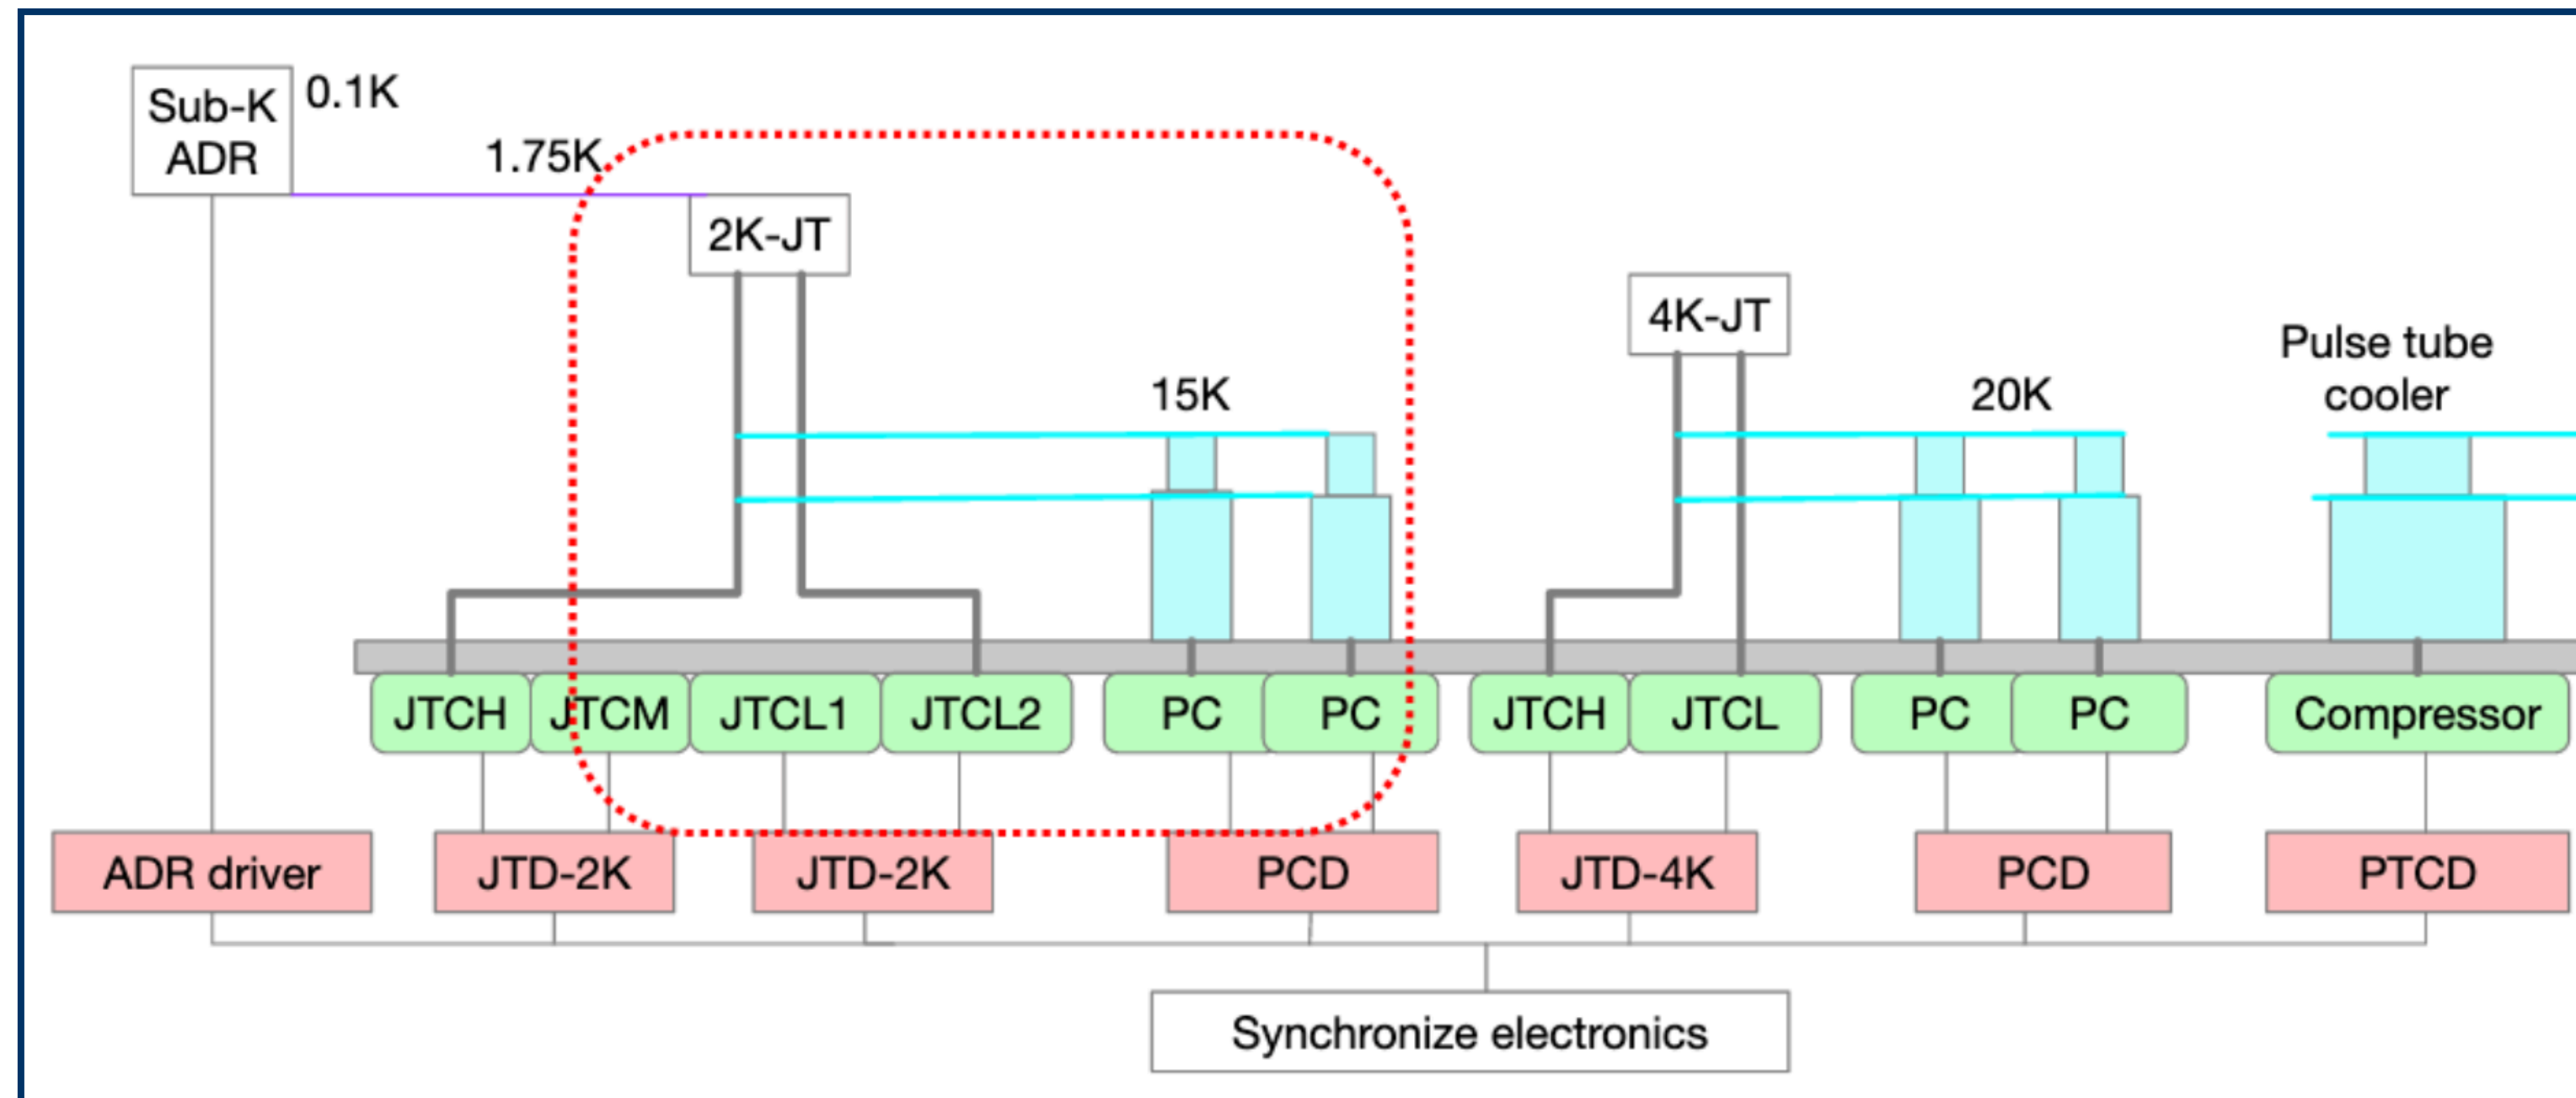 Sub-K
ADR
0.1K
1.75K
2K-JT
4K-JT
15K
20K
Pulse tube
cooler
JTCH
JTCM
JTCL1
JTCL2
PC
PC
JTCH
JTCL
PC
PC
Compressor
ADR driver
JTD-2K
JTD-2K
PCD
JTD-4K
PCD
PTCD
Synchronize electronics